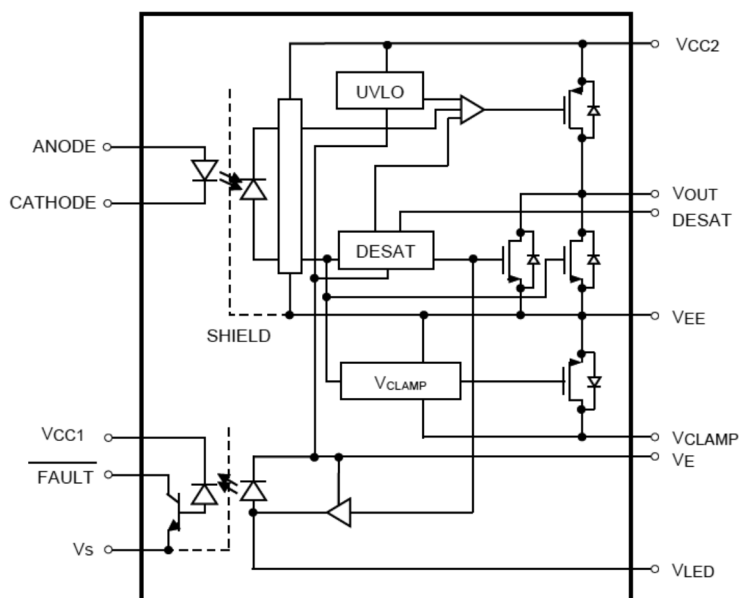 VCC2
UVLO
ANODE
VOUT
CATHODE
DESAT
DESAT
SHIELD
VEE
VCLAMP
VCC1
VCLAMP
VE
FAULT
VS
VLED